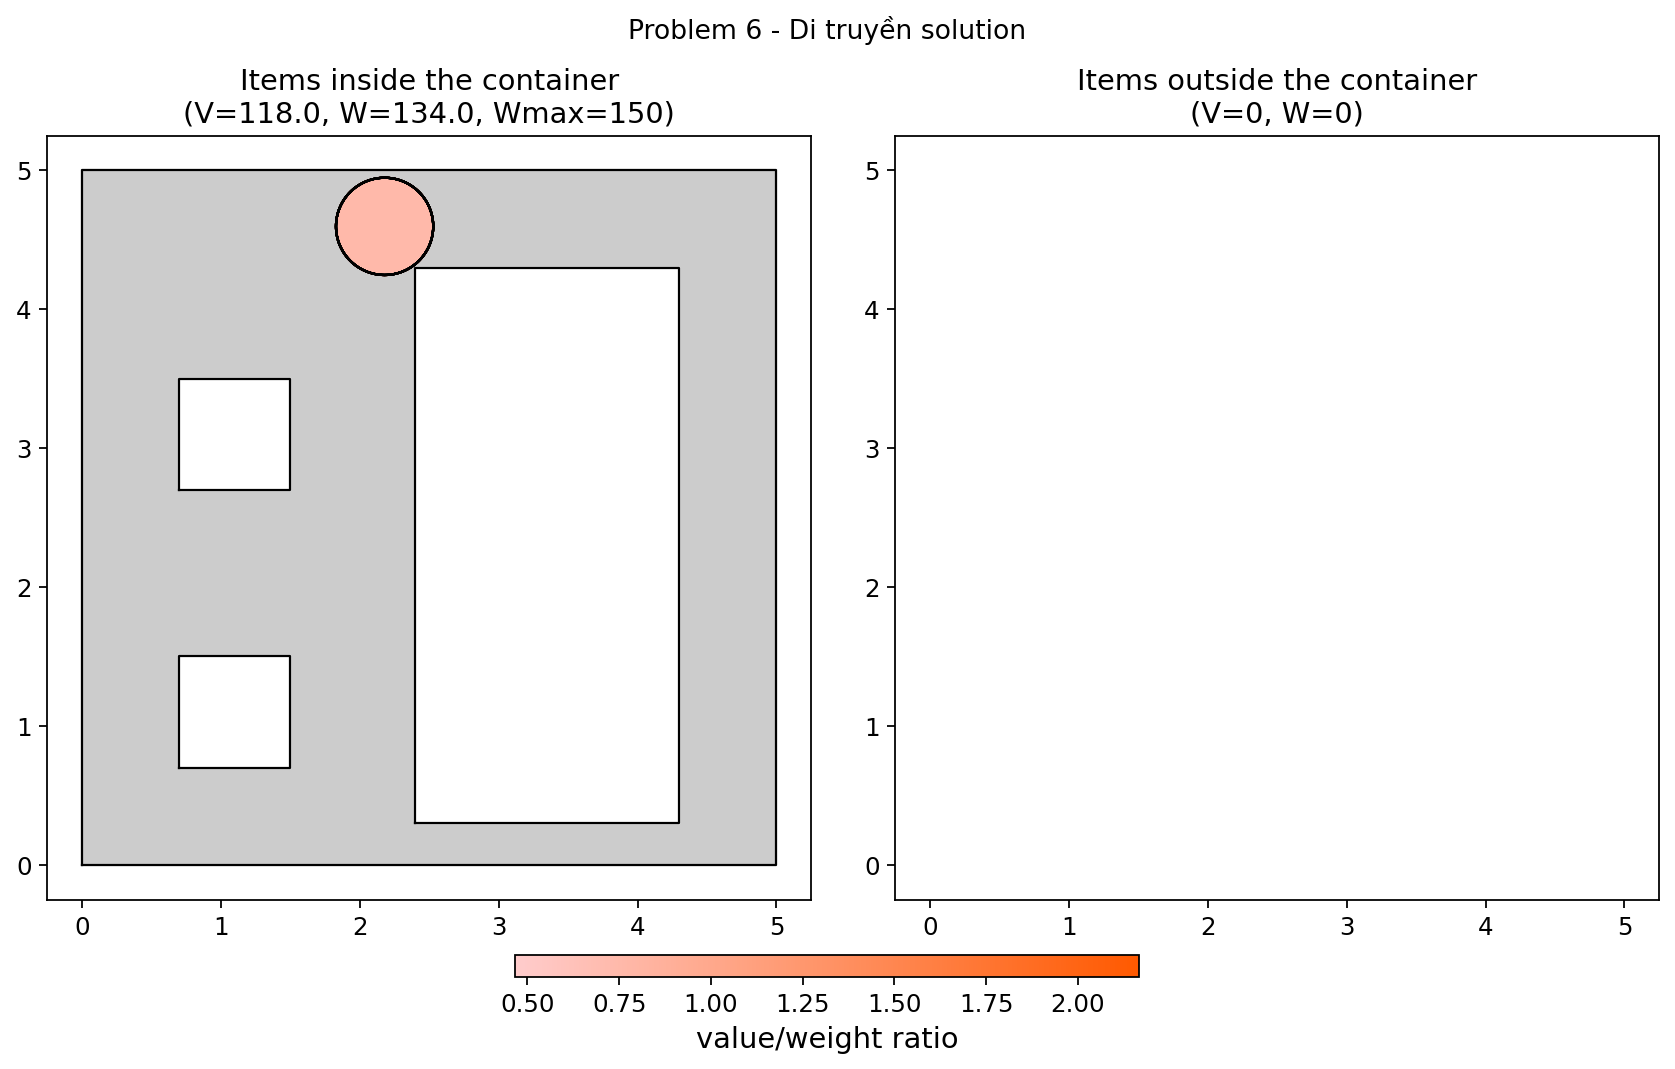 Problem 6 - Di truyền solution
Items inside the container
(V=118.0, W=134.0, Wmax=150)
5
4
3
2
1
0
0 1 2 3 4 5
Items outside the container
(V=0, W=0)
5
4
3
2
1
0
0 1 2 3 4 5
0.50 0.75 1.00 1.25 1.50 1.75 2.00
value/weight ratio